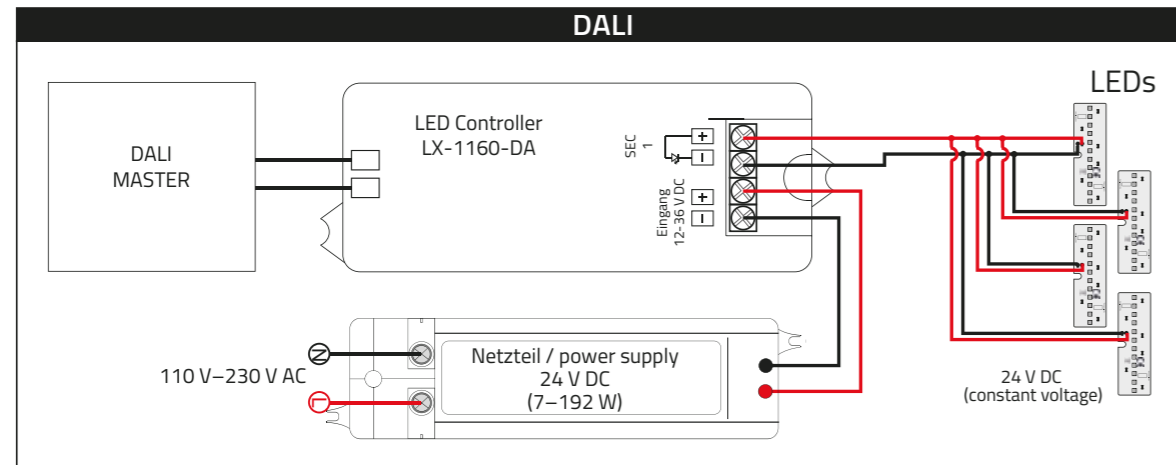 DALI
LEDs
DALI
MASTER
LED Controller
LX-1160-DA
SEC
1
+
−
Eingang
12-36 V DC
+
−
N
110 V–230 V AC
L
Netzteil / power supply
24 V DC
(7–192 W)
24 V DC
(constant voltage)